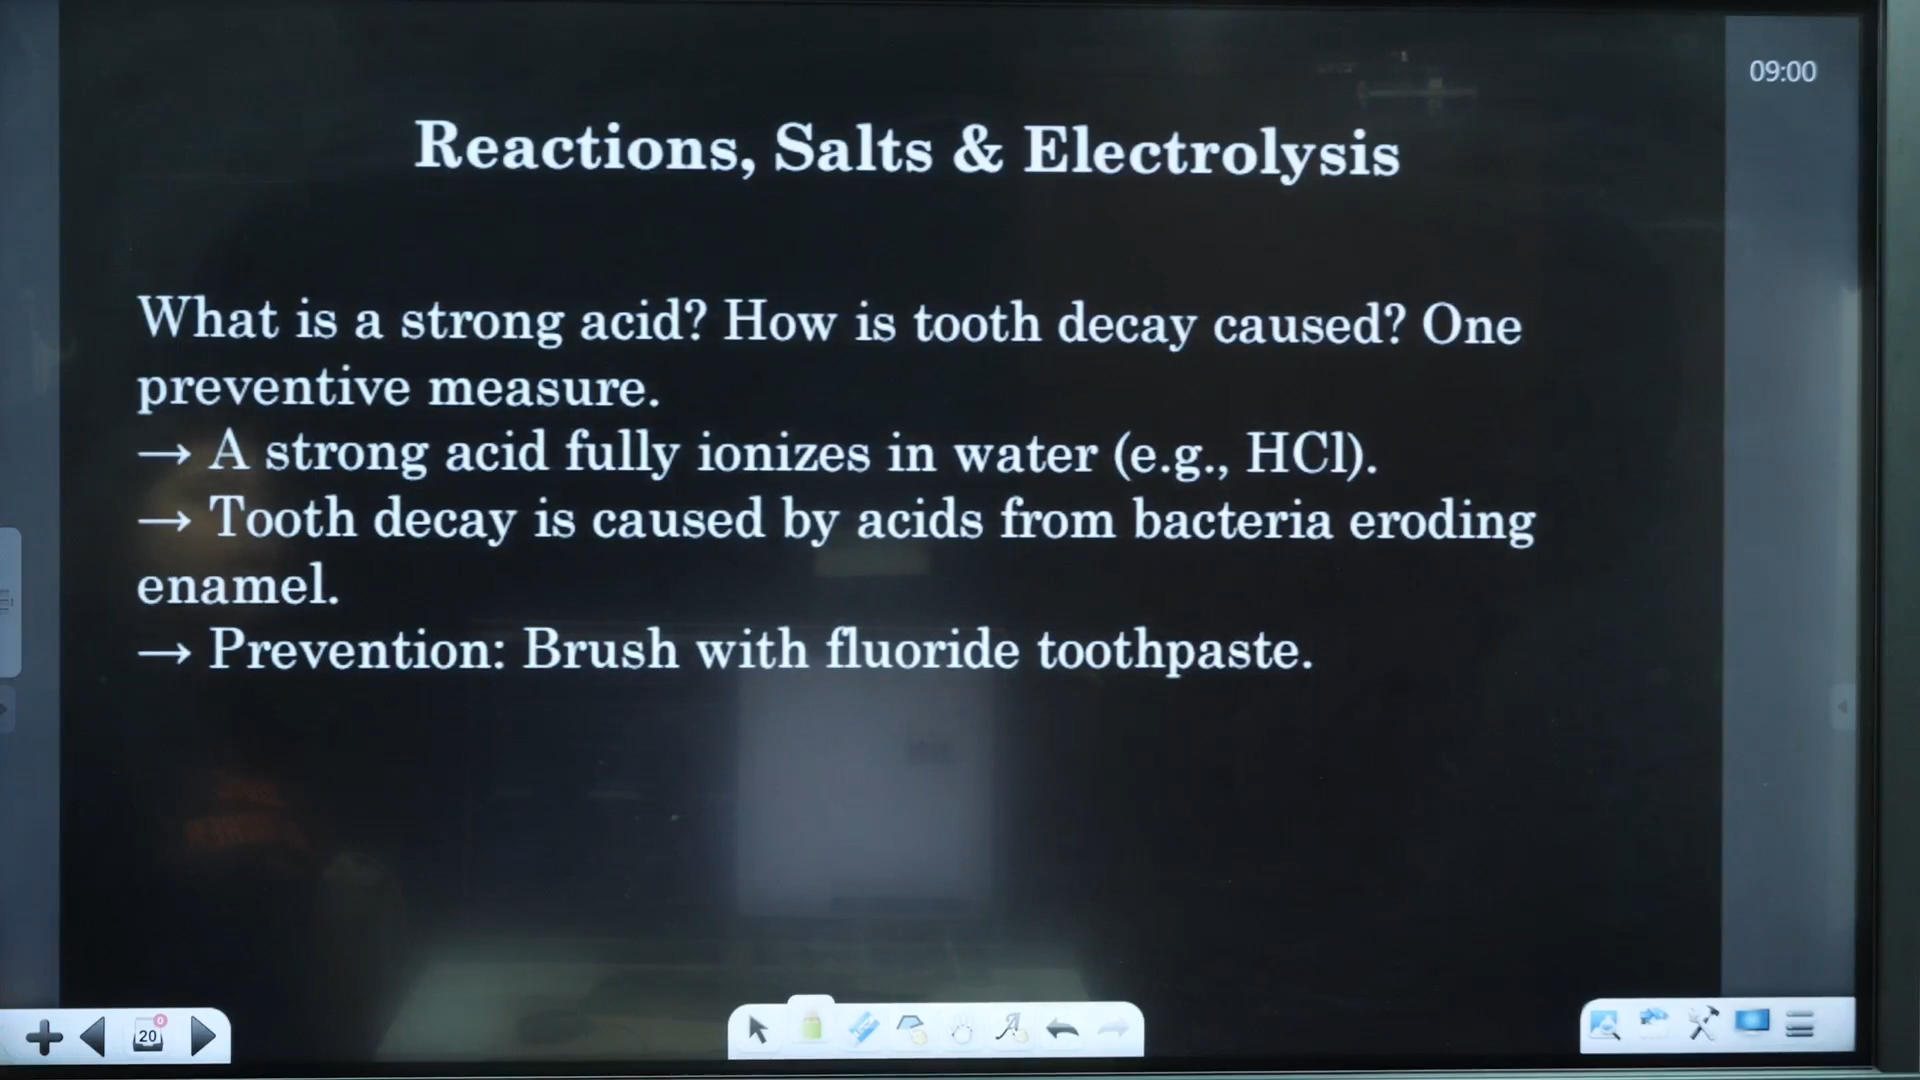 09:00
Reactions, Salts & Electrolysis
What is a strong acid? How is tooth decay caused? One
preventive measure.
→ A strong acid fully ionizes in water (e.g., HCl).
→ Tooth decay is caused by acids from bacteria eroding
enamel.
→ Prevention: Brush with fluoride toothpaste.
20
0